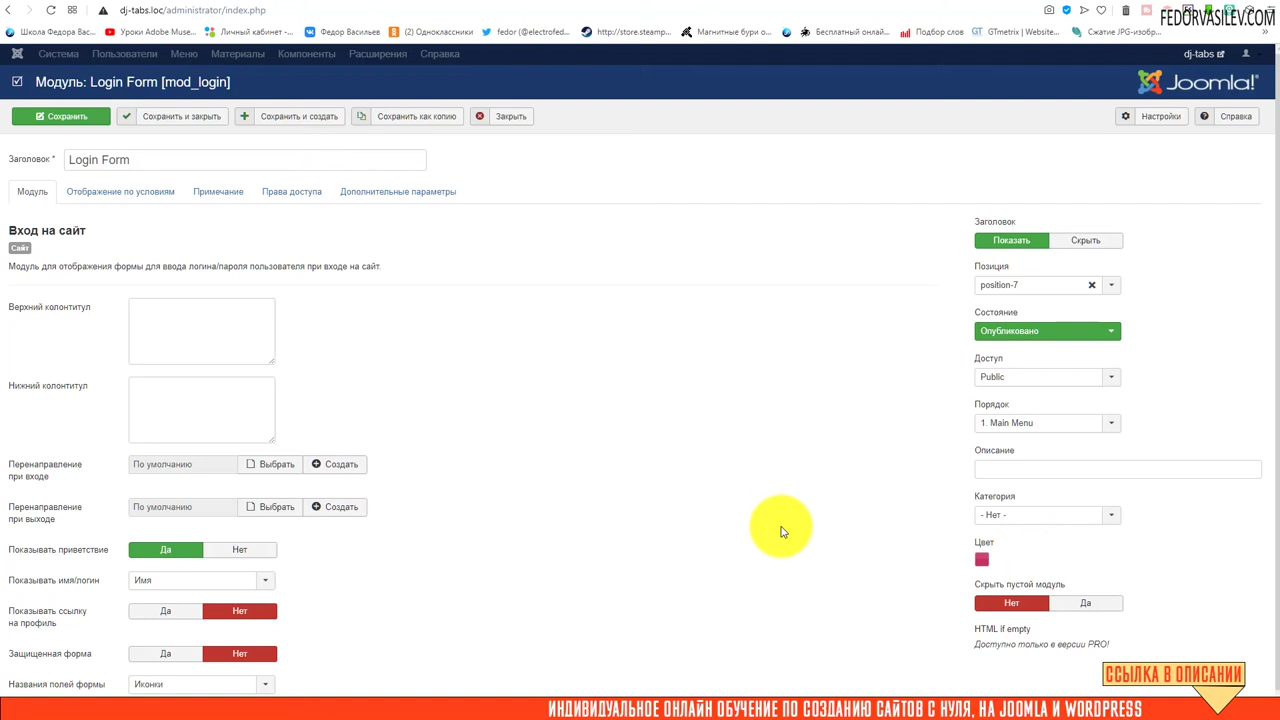 dj-tabs.loc/administrator/index.php
FEDORVASILEV.COM
Школа Федора Вас...
Уроки Adobe Muse...
Личный кабинет -...
Федор Васильев
(2) Одноклассники
fedor (@electrofed...
http://store.steamp...
Магнитные бури о...
Бесплатный онлай...
Подбор слов
GTmetrix | Website...
Сжатие JPG-изобр...
Система Пользователи Меню Материалы Компоненты Расширения Справка
dj-tabs
Модуль: Login Form [mod_login]
Joomla!
Сохранить
Сохранить и закрыть
Сохранить и создать
Сохранить как копию
Закрыть
Настройки
Справка
Заголовок *
Login Form
Модуль Отображение по условиям Примечание Права доступа Дополнительные параметры
Вход на сайт
Сайт
Модуль для отображения формы для ввода логина/пароля пользователя при входе на сайт.
Верхний колонтитул
Нижний колонтитул
Перенаправление
при входе
По умолчанию
Выбрать
Создать
Перенаправление
при выходе
По умолчанию
Выбрать
Создать
Показывать приветствие
Да
Нет
Показывать имя/логин
Имя
Показывать ссылку
на профиль
Да
Нет
Защищенная форма
Да
Нет
Названия полей формы
Иконки
Заголовок
Показать
Скрыть
Позиция
position-7
Состояние
Опубликовано
Доступ
Public
Порядок
1. Main Menu
Описание
Категория
- Нет -
Цвет
Скрыть пустой модуль
Нет
Да
HTML if empty
Доступно только в версии PRO!
ССЫЛКА В ОПИСАНИИ
ИНДИВИДУАЛЬНОЕ ОНЛАЙН ОБУЧЕНИЕ ПО СОЗДАНИЮ САЙТОВ С НУЛЯ, НА JOOMLA И WORDPRESS